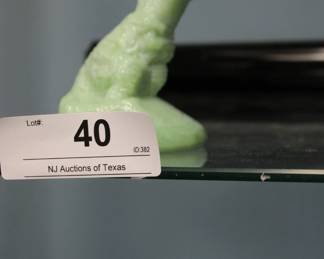 Lot#:
40
ID:382
NJ Auctions of Texas